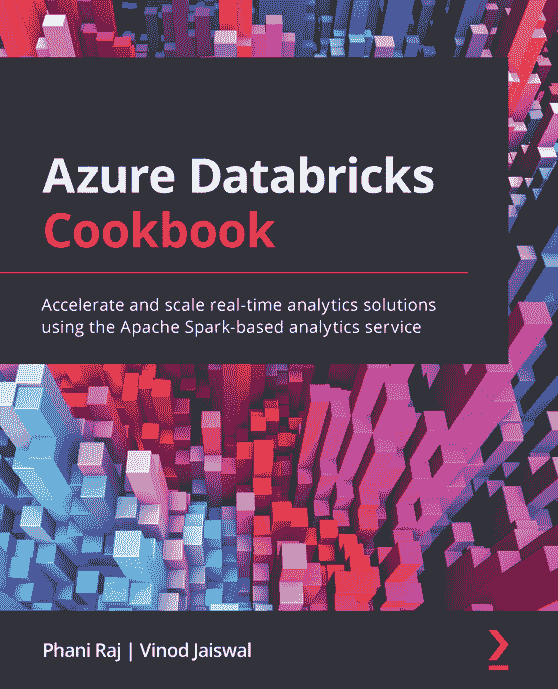 Azure Databricks
Cookbook
Accelerate and scale real-time analytics solutions
using the Apache Spark-based analytics service
Phani Raj | Vinod Jaiswal